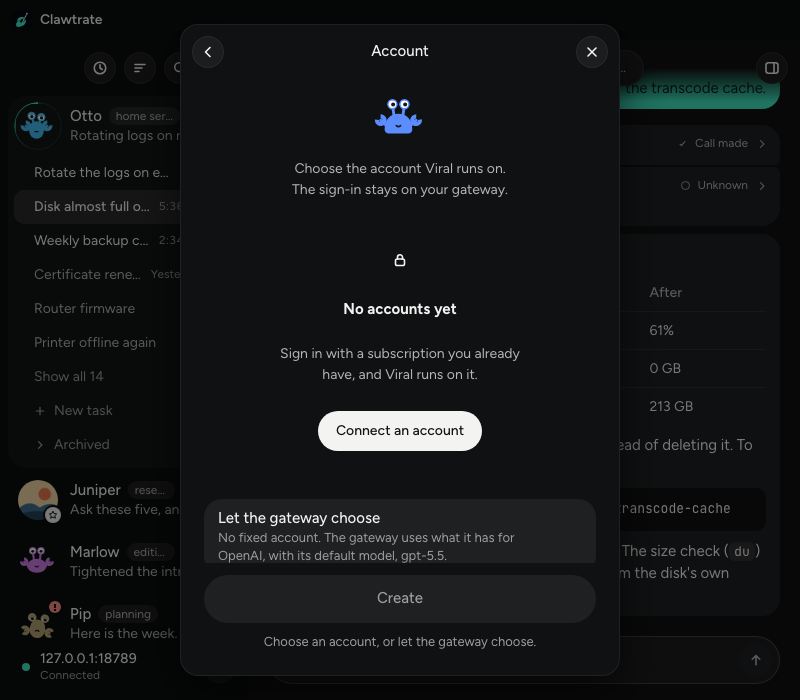 Clawtrate
Account
the transcode cache.
Otto
home ser...
Rotating logs on
Rotate the logs on e...
Disk almost full o...
5:36
Weekly backup c...
2:34
Certificate rene...
Yeste
Router firmware
Printer offline again
Show all 14
New task
Archived
Juniper
rese...
Ask these five, an
Marlow
editi...
Tightened the intr
Pip
planning
Here is the week.
127.0.0.1:18789
Connected
Choose the account Viral runs on.
The sign-in stays on your gateway.
No accounts yet
Sign in with a subscription you already
have, and Viral runs on it.
Connect an account
Let the gateway choose
No fixed account. The gateway uses what it has for
OpenAI, with its default model, gpt-5.5.
Create
Choose an account, or let the gateway choose.
Call made
Unknown
After
61%
0 GB
213 GB
ead of deleting it. To
transcode-cache
The size check ( du )
m the disk's own